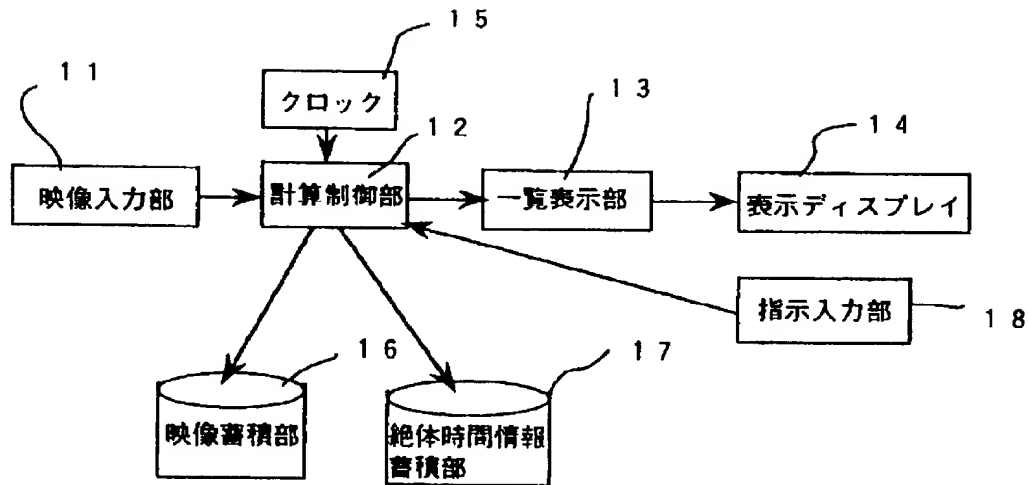 １５
１１
クロック
１３
１２
１４
映像入力部
計算制御部
一覧表示部
表示ディスプレイ
指示入力部
１８
１６
１７
映像蓄積部
絶体時間情報
蓄積部